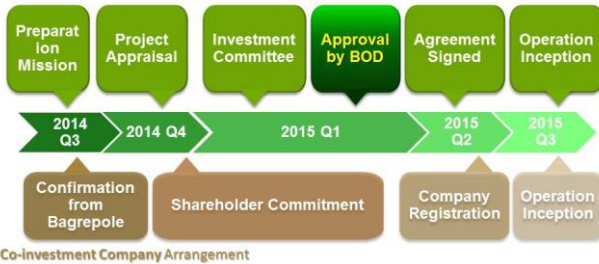 Preparat
ion
Mission
Project
Appraisal
Investment
Committee
Approval
by BOD
Agreement
Signed
Operation
Inception
2014
Q3
2014 Q4
2015 Q1
2015
Q2
2015
Q3
Confirmation
from
Bagrepole
Shareholder Commitment
Company
Registration
Operation
Inception
Co-investment Company Arrangement